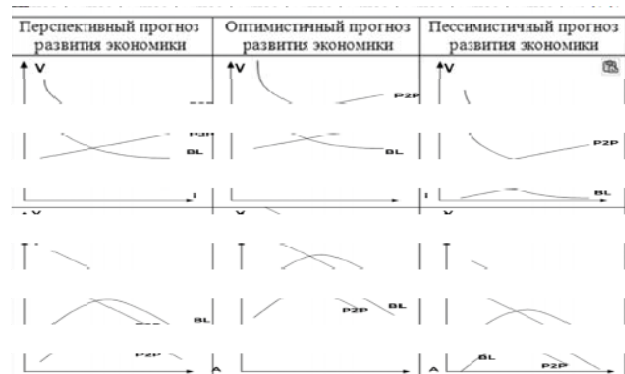 Перспективный прогноз Оптимистичный прогноз Пессимистичный прогноз
развития экономики развития экономики развития экономики
V V V
P2P
P2P
BL BL
I I BL
V V
BL P2P BL
P2P A A BL P2P